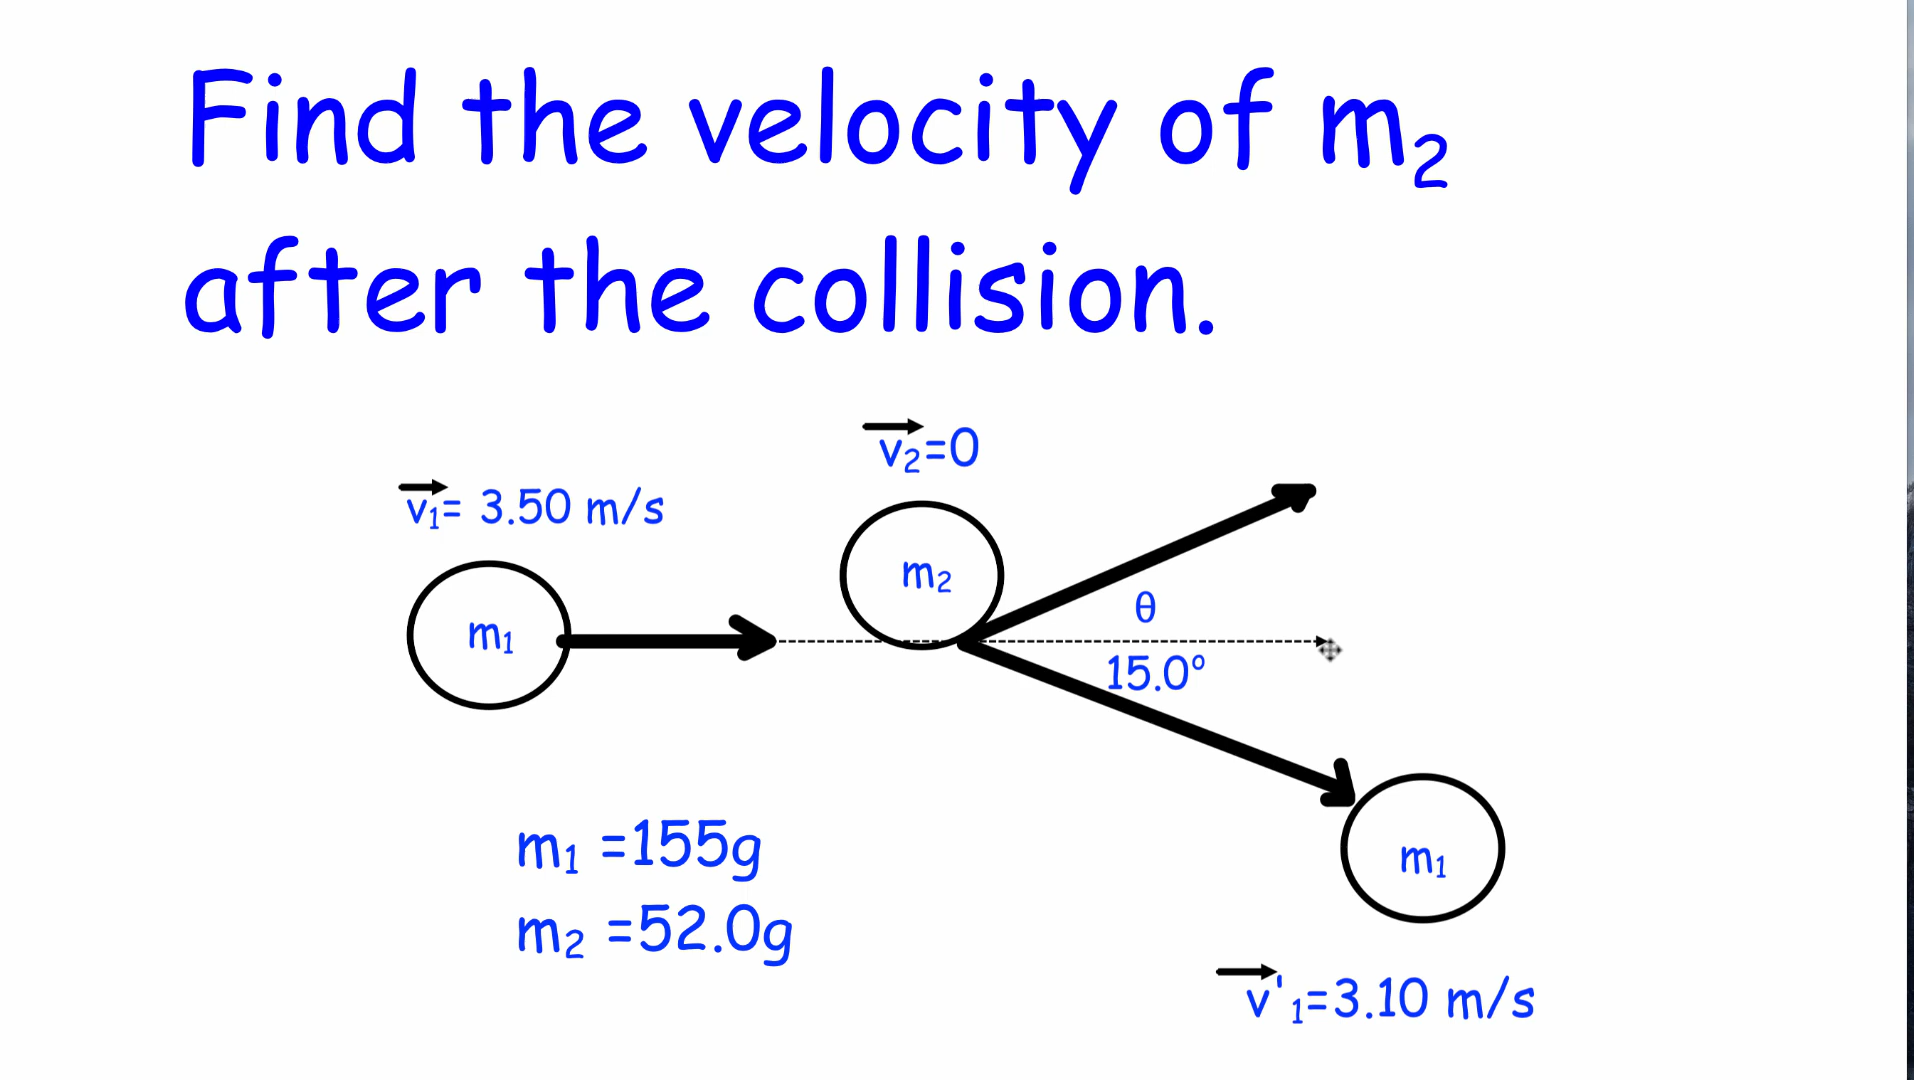 Find the velocity of m₂
after the collision.
v₂=0
v₁= 3.50 m/s
m₂
m₁
θ
15.0º
m₁ =155g
m₁
m₂ =52.0g
v'₁=3.10 m/s